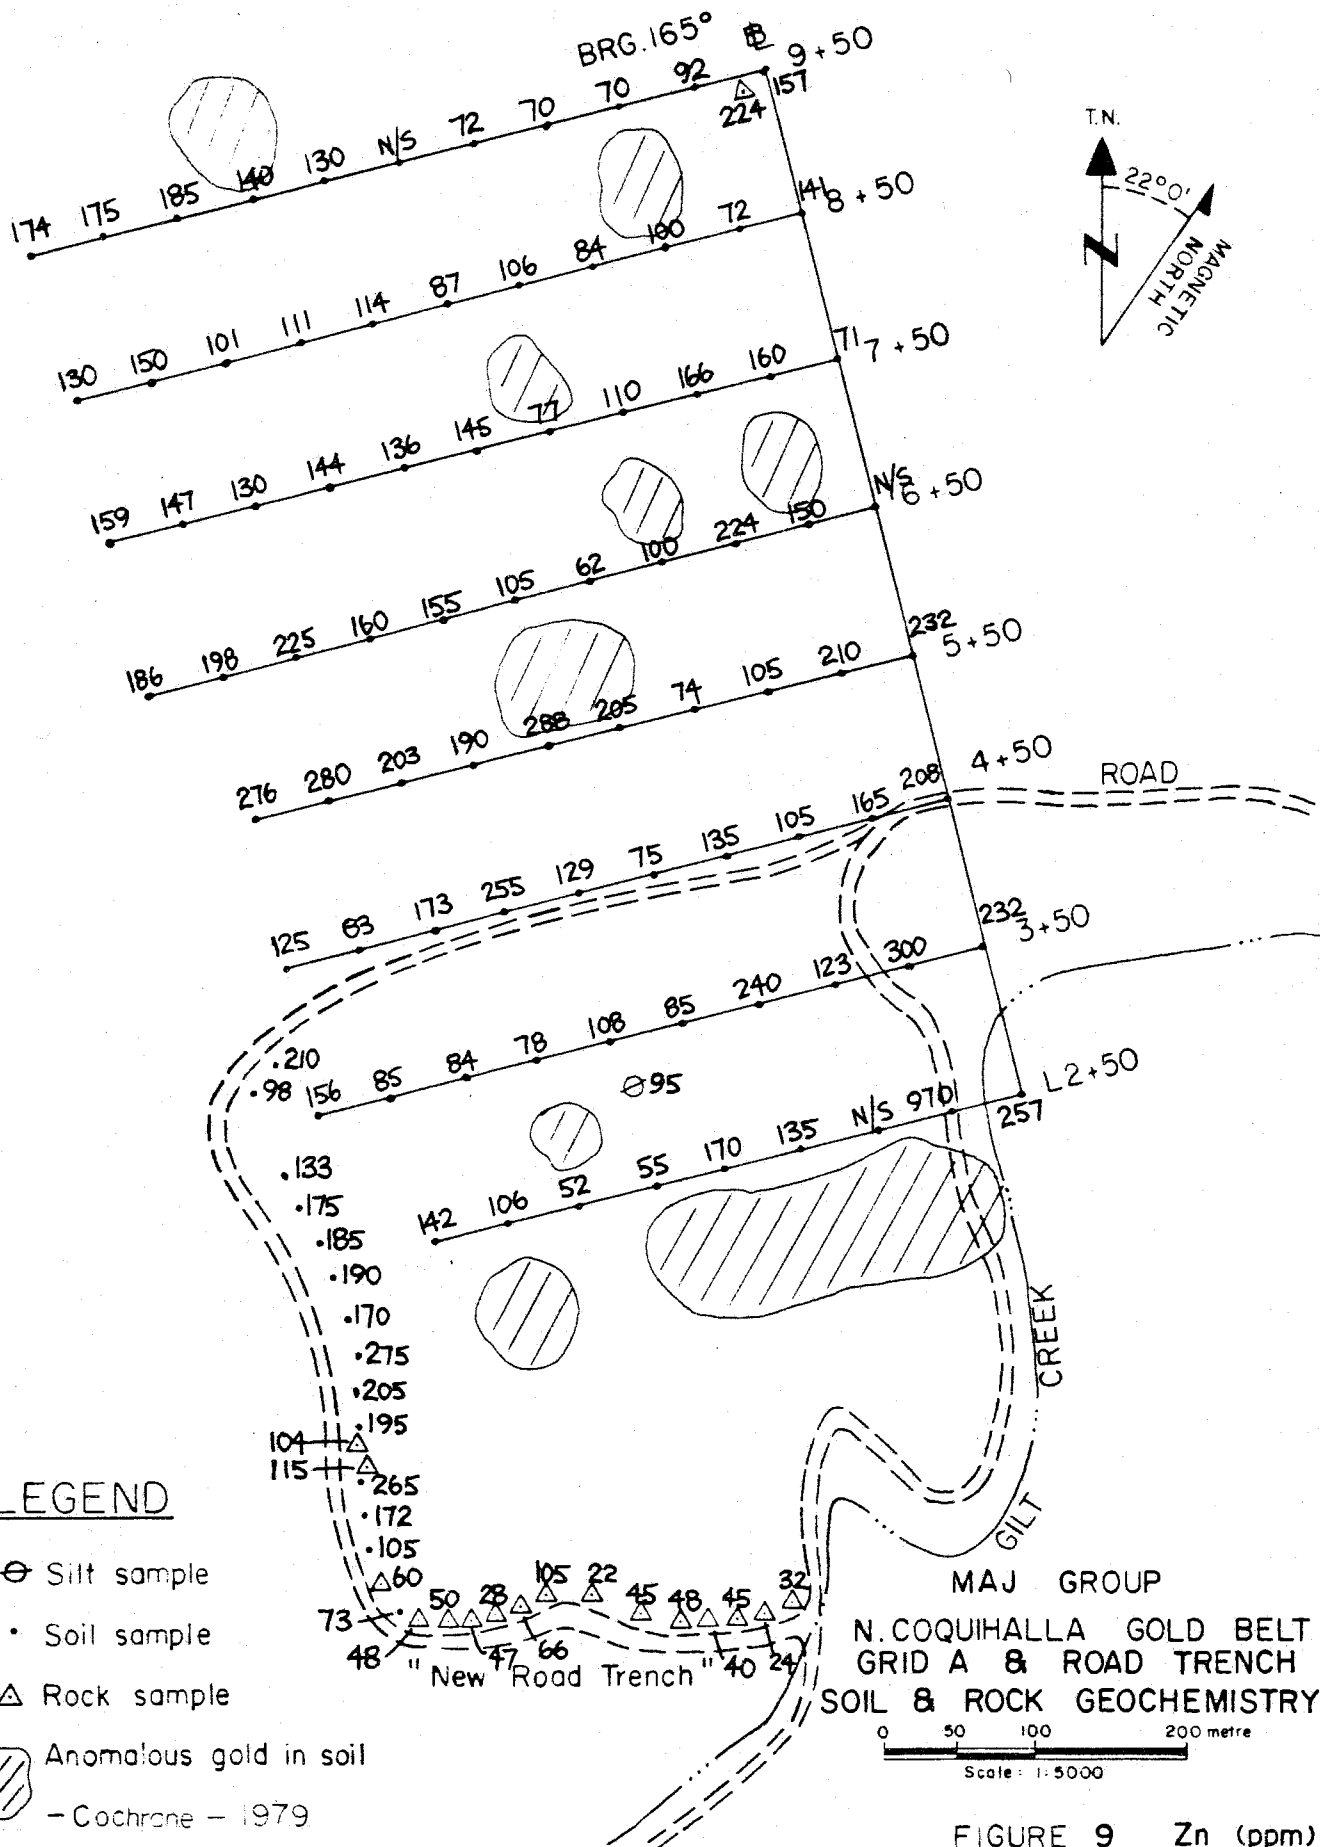 BRG. 165° BL 9+50
174 175 185 140 130 N/S 72 70 70 92 157
224
T.N.
22°0'
N
MAGNETIC
NORTH
130 150 101 111 114 87 106 84 100 72 141 8+50
159 147 130 144 136 145 77 110 166 160 71 7+50
186 198 225 160 155 105 62 100 224 150 N/S 6+50
276 280 203 190 288 205 74 105 210 232 5+50
125 83 173 255 129 75 135 105 165 208 4+50
ROAD
156 85 84 78 108 85 240 123 300 232 3+50
.210
.98
⊖95
142 106 52 55 170 135 N/S 970 257 L2+50
.133
.175
.185
.190
.170
.275
.205
.195
104
115
.265
.172
.105
60
73
48
50
47
28
66
105
22
45
48
40
45
24
32
"New Road Trench"
GILT CREEK
LEGEND
Silt sample
Soil sample
Rock sample
Anomalous gold in soil
- Cochrane - 1979
MAJ GROUP
N. COQUIHALLA GOLD BELT
GRID A & ROAD TRENCH
SOIL & ROCK GEOCHEMISTRY
0 50 100 200 metre
Scale: 1:5000
FIGURE 9 Zn (ppm)